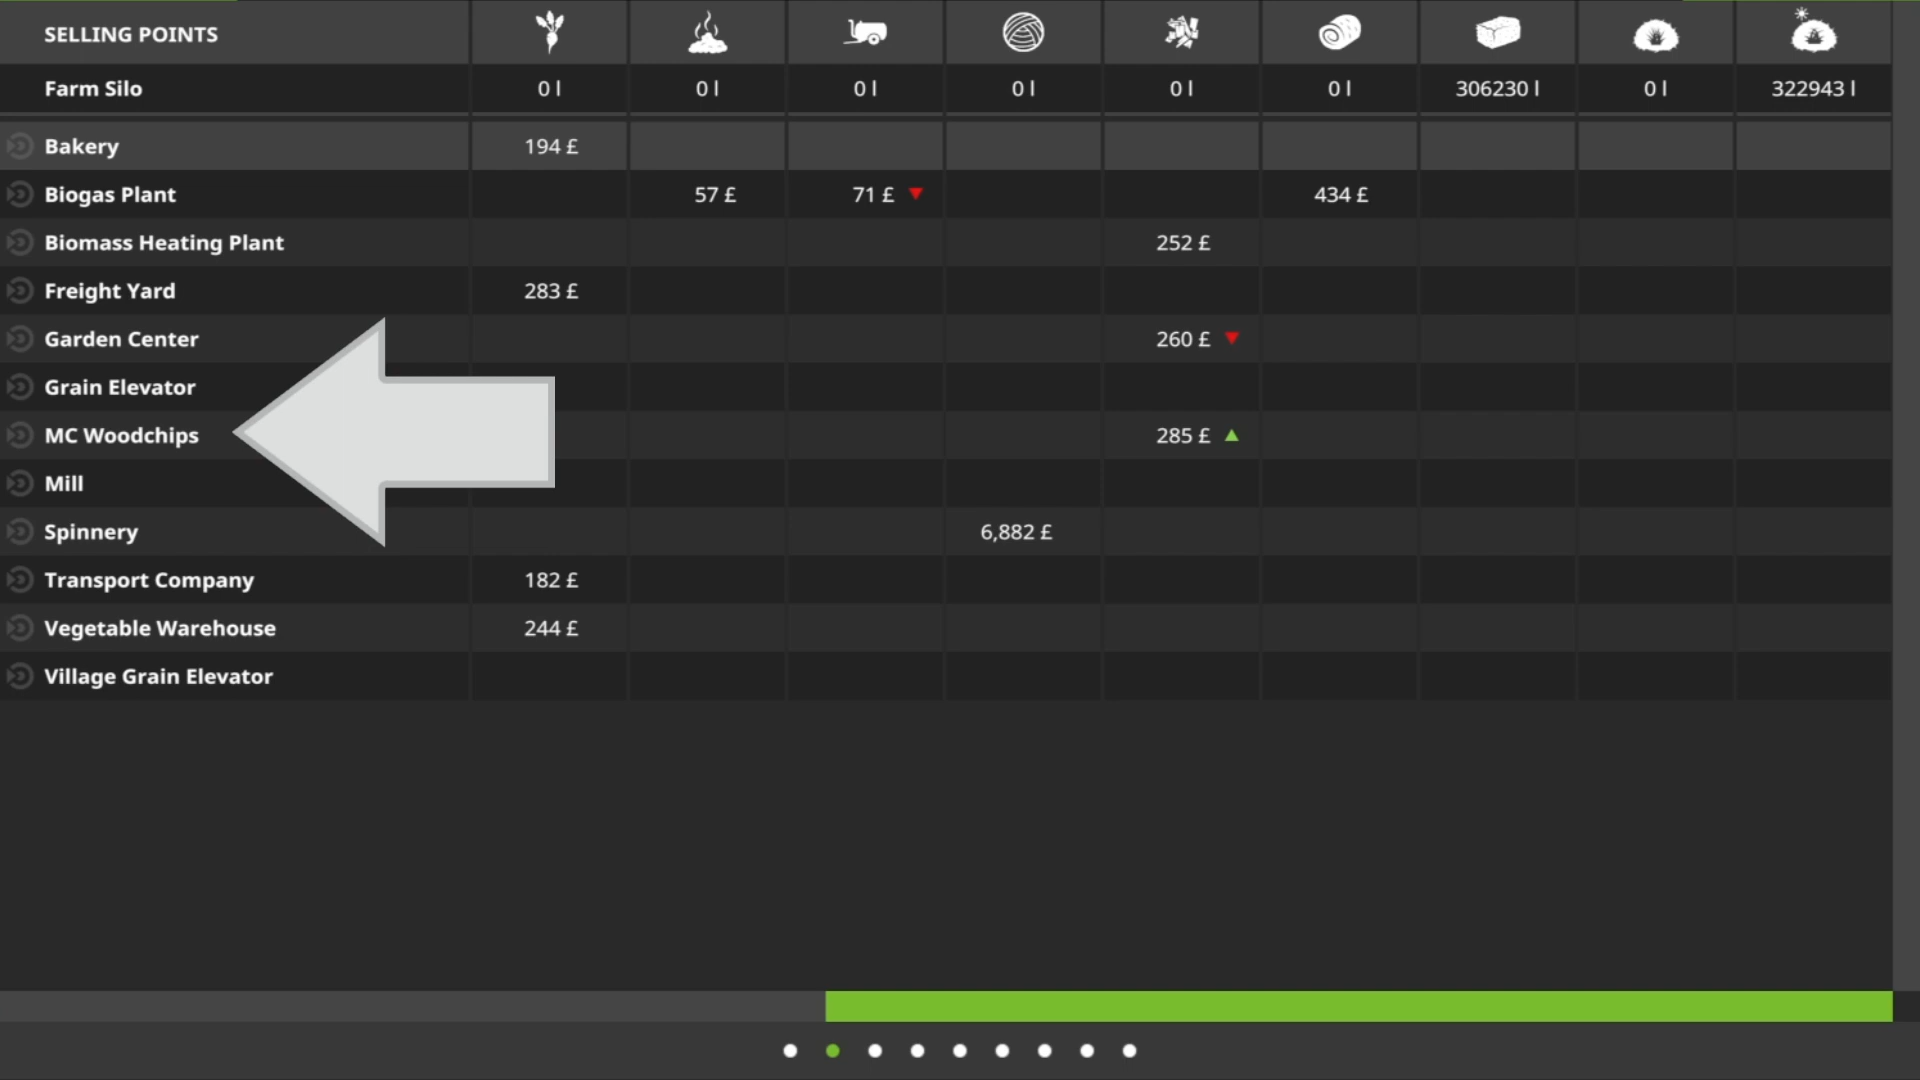 SELLING POINTS
Farm Silo 0 l 0 l 0 l 0 l 0 l 0 l 306230 l 0 l 322943 l
Bakery 194 £
Biogas Plant 57 £ 71 £ 434 £
Biomass Heating Plant 252 £
Freight Yard 283 £
Garden Center 260 £
Grain Elevator
MC Woodchips 285 £
Mill
Spinnery 6,882 £
Transport Company 182 £
Vegetable Warehouse 244 £
Village Grain Elevator